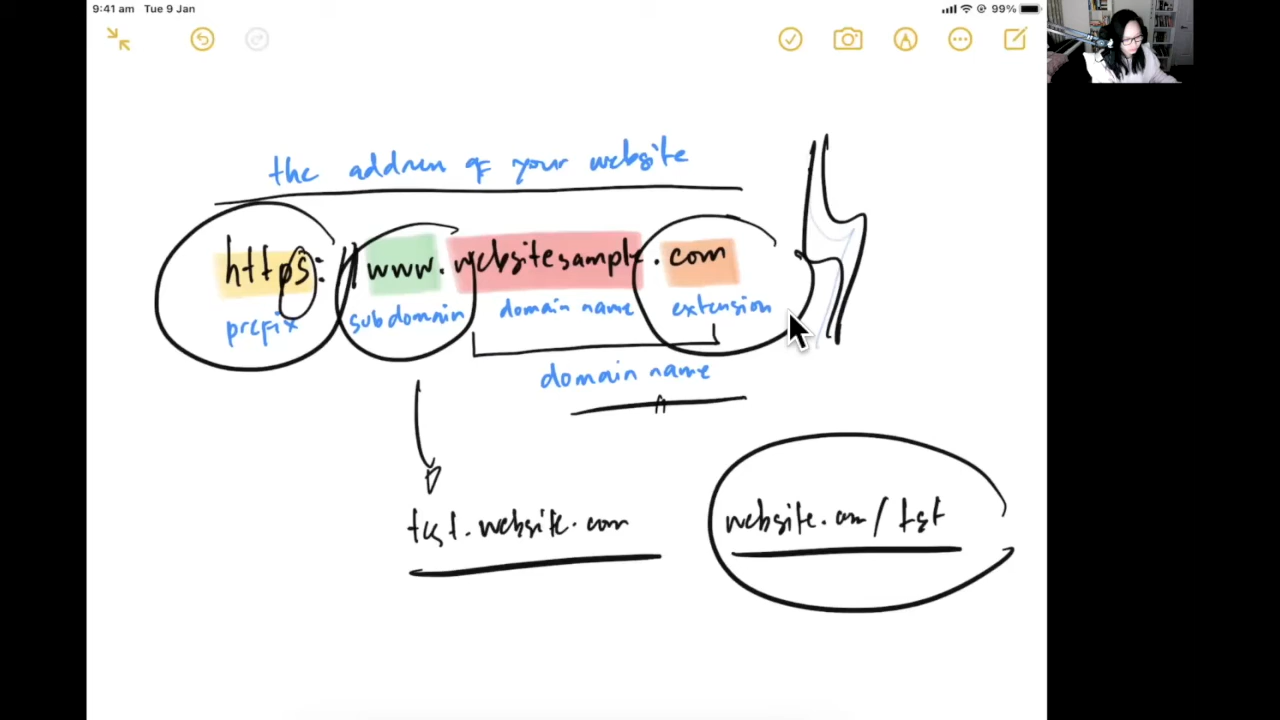 9:41 am Tue 9 Jan 99%
the address of your website
https://www.websitesample.com
prefix subdomain domain name extension
domain name
test.website.com website.com/test